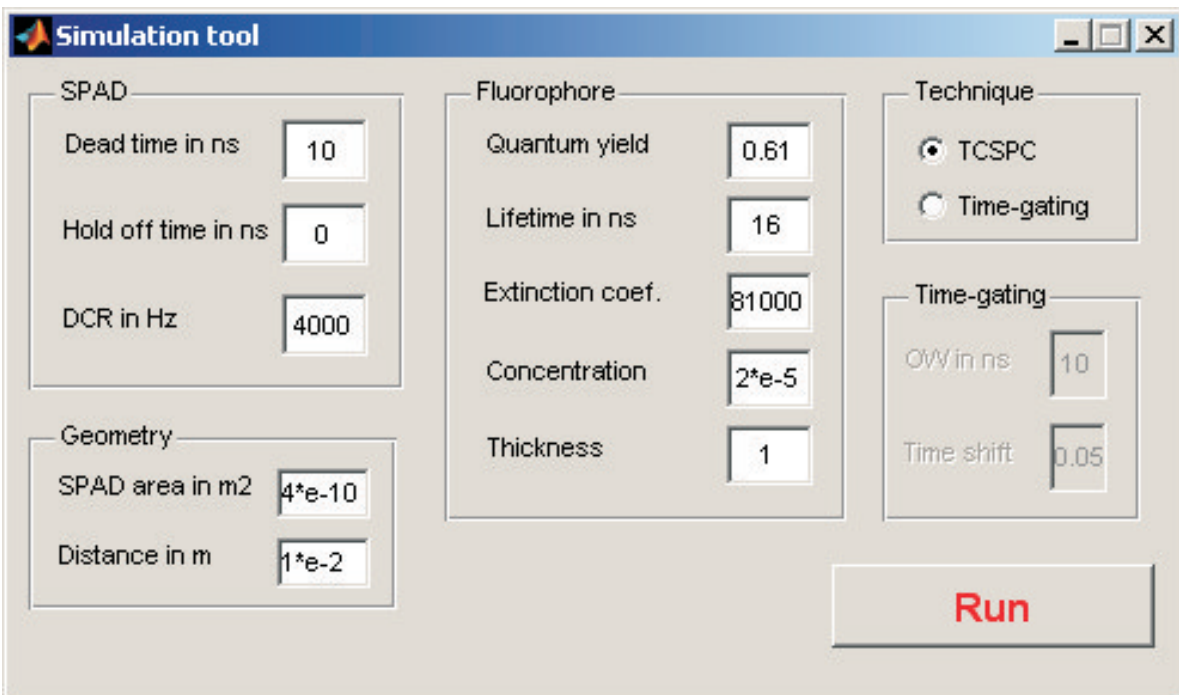 Simulation tool
SPAD
Dead time in ns 10
Hold off time in ns 0
DCR in Hz 4000
Geometry
SPAD area in m2 4*e-10
Distance in m 1*e-2
Fluorophore
Quantum yield 0.61
Lifetime in ns 16
Extinction coef. 81000
Concentration 2*e-5
Thickness 1
Technique
TCSPC
Time-gating
Time-gating
OW in ns 10
Time shift 0.05
Run